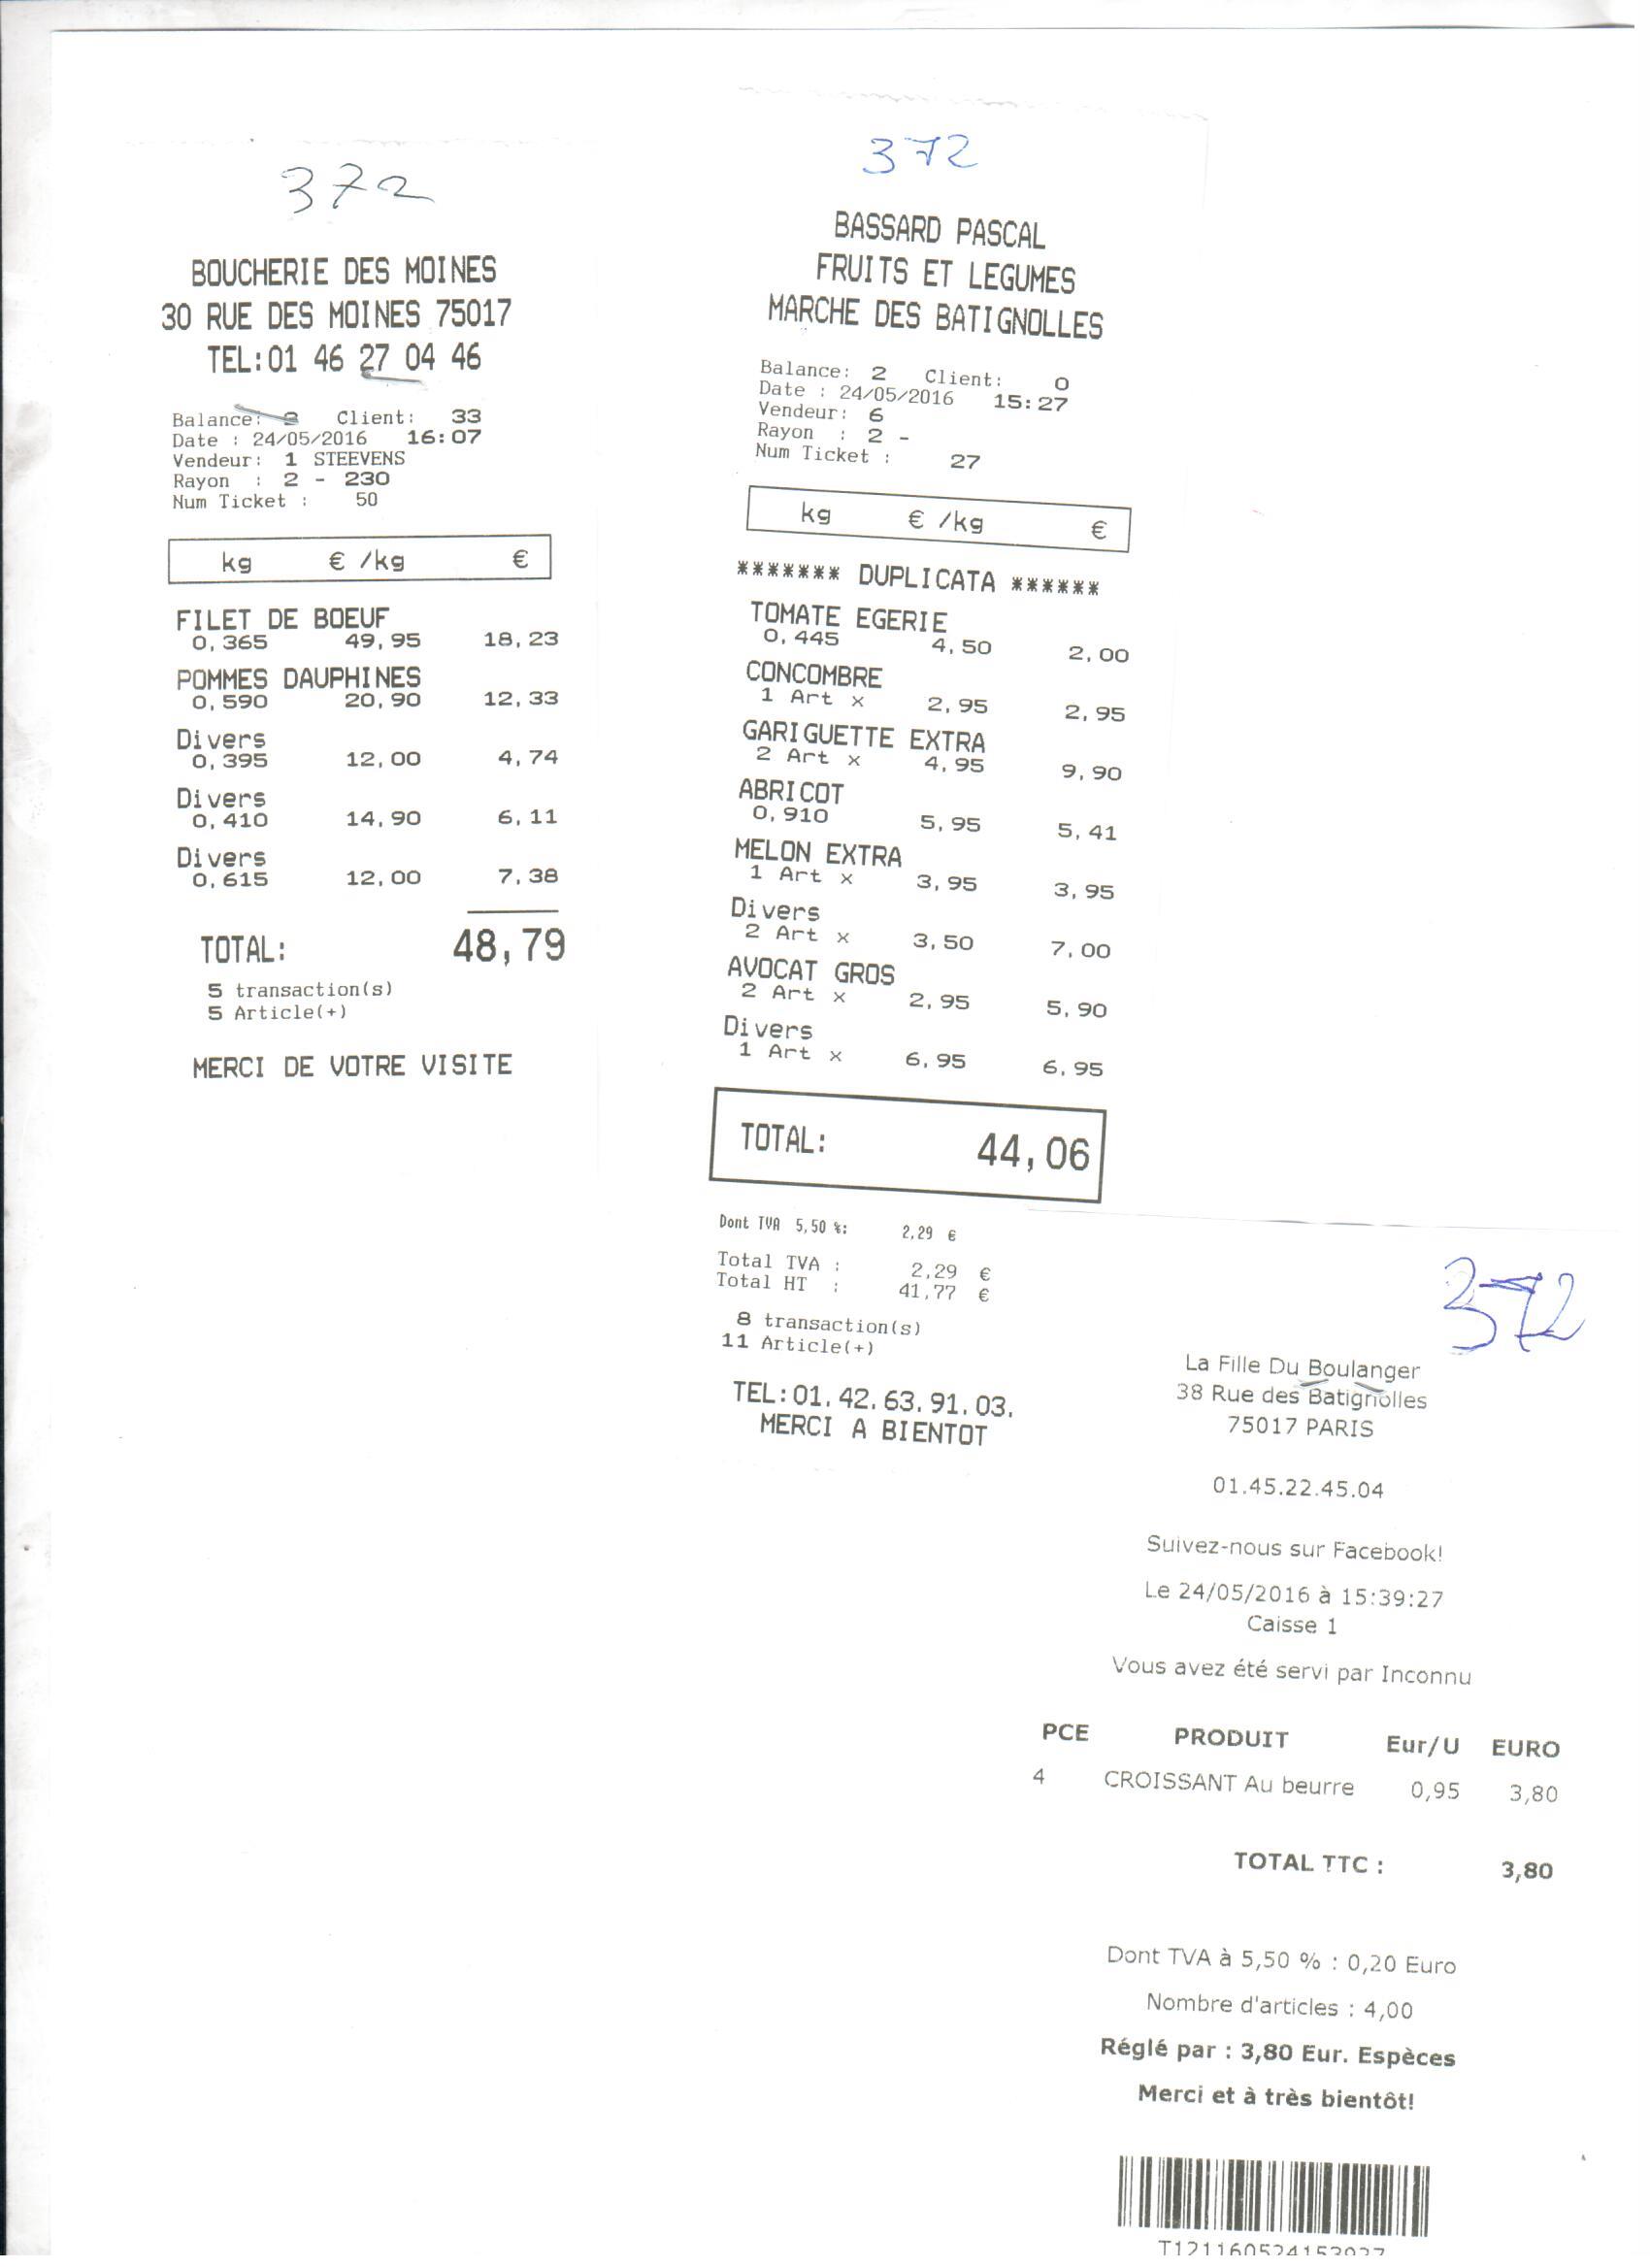 372
BOUCHERIE DES MOINES
30 RUE DES MOINES 75017
TEL:01 46 27 04 46
Balance: Client: 33
Date : 24/05/2016 16:07
Vendeur: 1 STEEVENS
Rayon : 2 - 230
Num Ticket : 50
kg € /kg €
FILET DE BOEUF
0,365 49,95 18,23
POMMES DAUPHINES
0,590 20,90 12,33
Divers
0,395 12,00 4,74
Divers
0,410 14,90 6,11
Divers
0,615 12,00 7,38
TOTAL: 48,79
5 transaction(s)
5 Article(+)
MERCI DE VOTRE VISITE
372
BASSARD PASCAL
FRUITS ET LEGUMES
MARCHE DES BATIGNOLLES
Balance: 2 Client: 0
Date : 24/05/2016 15:27
Vendeur: 6
Rayon : 2 -
Num Ticket : 27
kg € /kg €
******* DUPLICATA ******
TOMATE EGERIE
0,445 4,50 2,00
CONCOMBRE
1 Art x 2,95 2,95
GARIGUETTE EXTRA
2 Art x 4,95 9,90
ABRICOT
0,910 5,95 5,41
MELON EXTRA
1 Art x 3,95 3,95
Divers
2 Art x 3,50 7,00
AVOCAT GROS
2 Art x 2,95 5,90
Divers
1 Art x 6,95 6,95
TOTAL: 44,06
Dont TVA 5,50 %: 2,29 €
Total TVA : 2,29 €
Total HT : 41,77 €
8 transaction(s)
11 Article(+)
TEL:01.42.63.91.03.
MERCI A BIENTOT
372
La Fille Du Boulanger
38 Rue des Batignolles
75017 PARIS
01.45.22.45.04
Suivez-nous sur Facebook!
Le 24/05/2016 à 15:39:27
Caisse 1
Vous avez été servi par Inconnu
PCE PRODUIT Eur/U EURO
4 CROISSANT Au beurre 0,95 3,80
TOTAL TTC : 3,80
Dont TVA à 5,50 % : 0,20 Euro
Nombre d'articles : 4,00
Réglé par : 3,80 Eur. Espèces
Merci et à très bientôt!